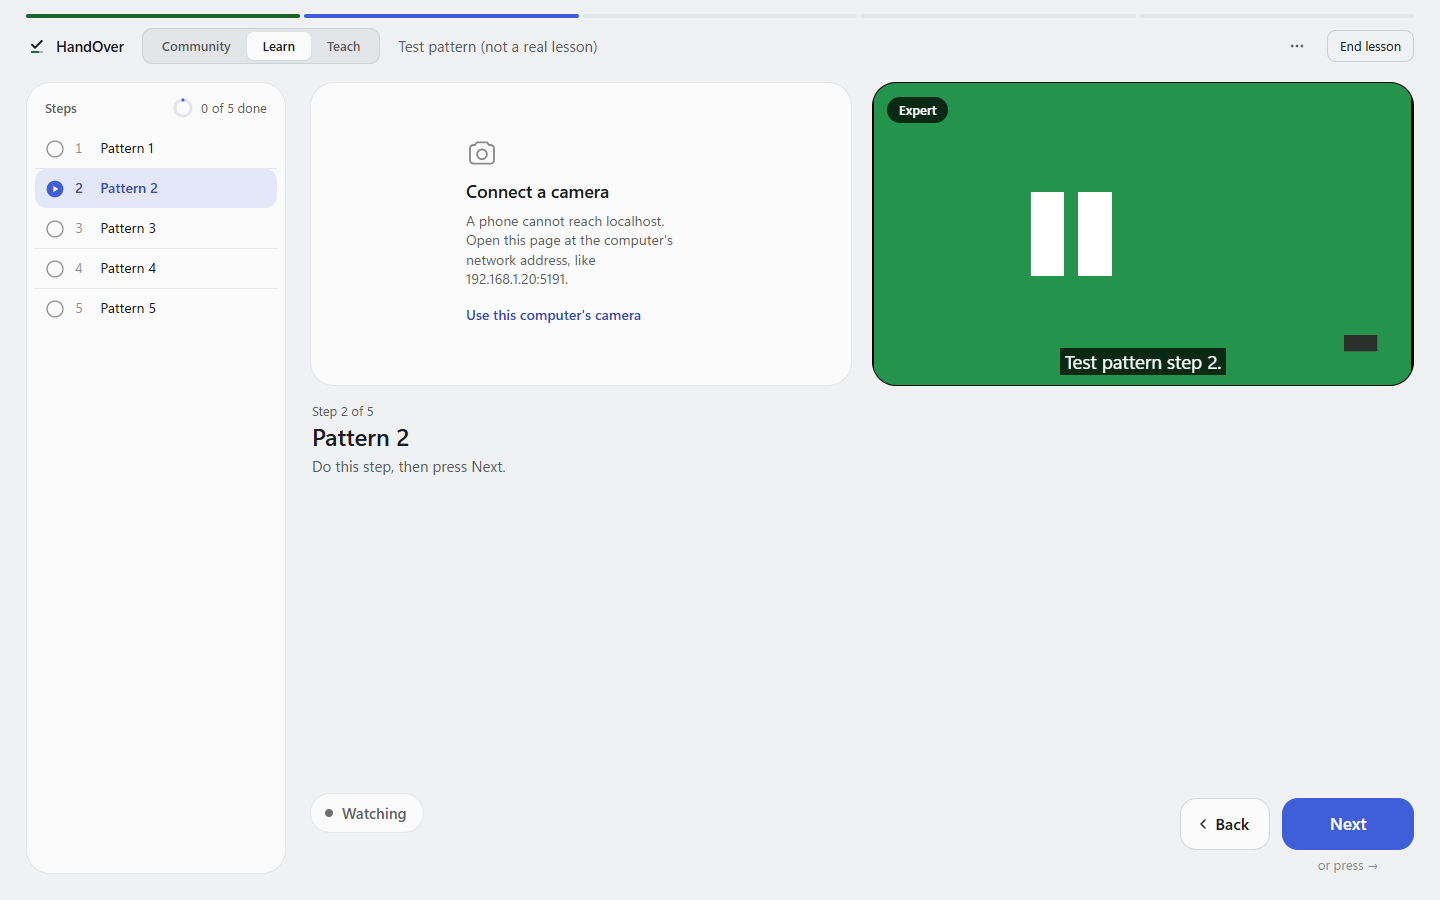 HandOver
Community
Learn
Teach
Test pattern (not a real lesson)
End lesson
Steps
0 of 5 done
1 Pattern 1
2 Pattern 2
3 Pattern 3
4 Pattern 4
5 Pattern 5
Connect a camera
A phone cannot reach localhost.
Open this page at the computer's
network address, like
192.168.1.20:5191.
Use this computer's camera
Expert
Test pattern step 2.
Step 2 of 5
Pattern 2
Do this step, then press Next.
Watching
Back
Next
or press →